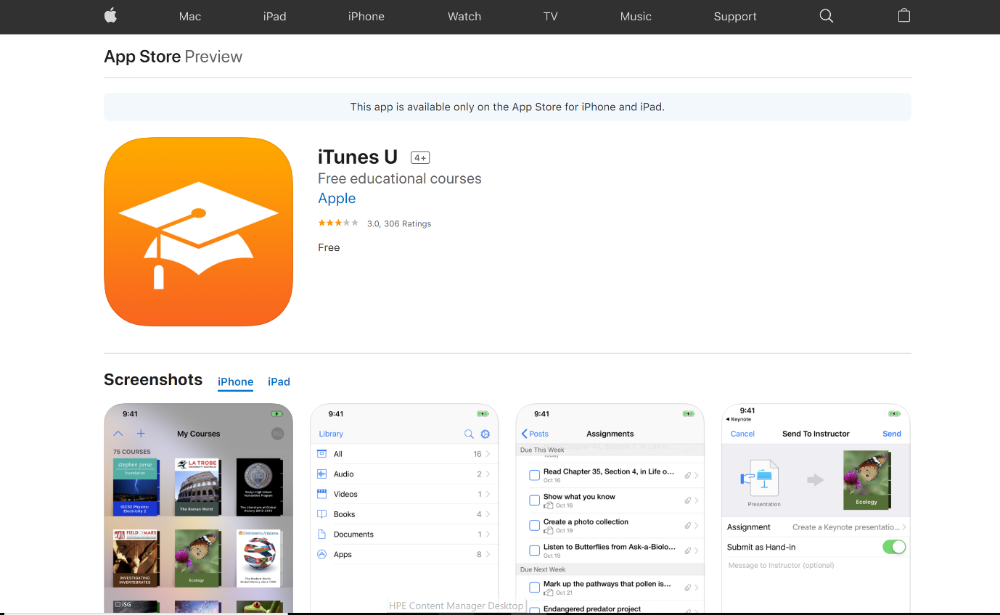 Mac iPad iPhone Watch TV Music Support
App Store Preview
This app is available only on the App Store for iPhone and iPad.
iTunes U 4+
Free educational courses
Apple
3.0, 306 Ratings
Free
Screenshots iPhone iPad
9:41
My Courses
RG
75 COURSES
stephen perse
foundation
IGCSE Physics:
Electricity 2
LA TROBE
The Roman World
Roslyn High School
Humanities Program
The Literature of Global
History 2013-2014
FIELD OF MARS
INVESTIGATING
INVERTEBRATES
Ecology
UNIVERSITY of VIRGINIA
The Modern World:
Global History since 1760
iSG
9:41
Library
All 16
Audio 2
Videos 1
Books 4
Documents 1
Apps 8
9:41
Posts Assignments
Due This Week
Today
Read Chapter 35, Section 4, in Life o...
Oct 16
Show what you know
Oct 16
Create a photo collection
Oct 19
Listen to Butterflies from Ask-a-Biolo...
Oct 19
Due Next Week
Mark up the pathways that pollen is...
Oct 21
Endangered predator project
9:41
Keynote
Cancel Send To Instructor Send
Presentation
Ecology
Assignment Create a Keynote presentatio...
Submit as Hand-in
Message to Instructor (optional)
HPE Content Manager Desktop